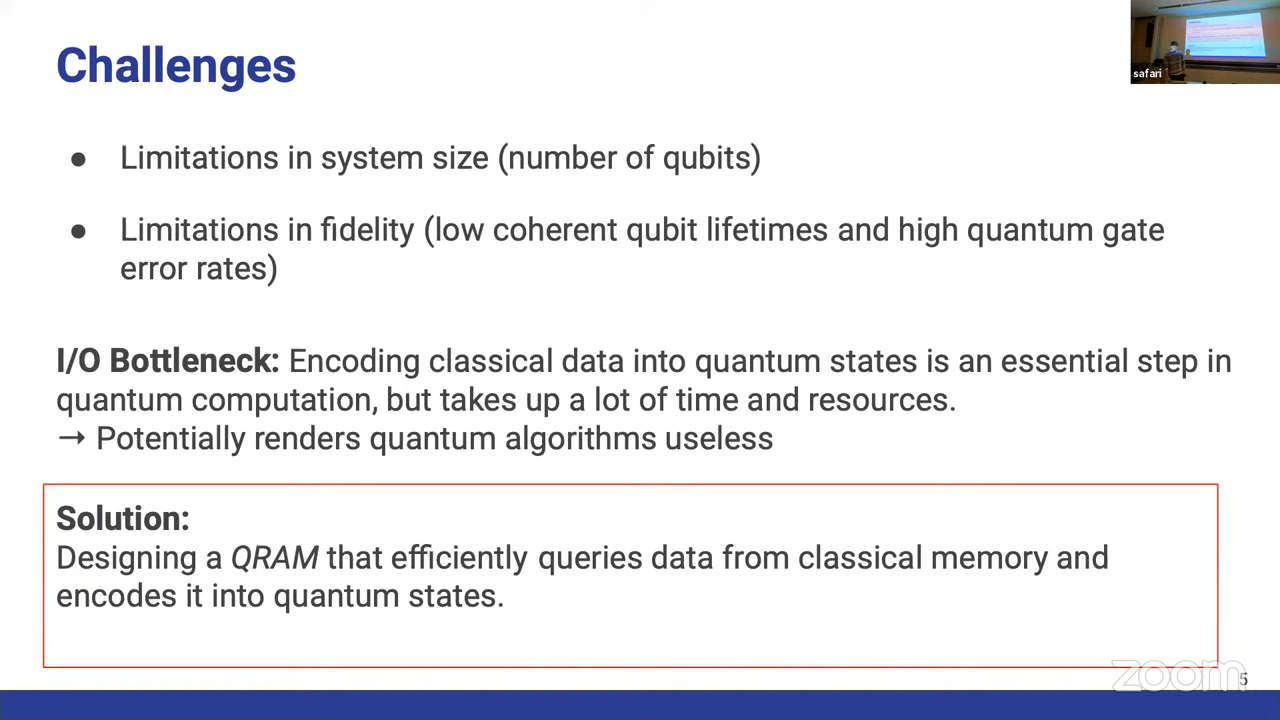 Challenges
safari
● Limitations in system size (number of qubits)
● Limitations in fidelity (low coherent qubit lifetimes and high quantum gate
error rates)
I/O Bottleneck: Encoding classical data into quantum states is an essential step in
quantum computation, but takes up a lot of time and resources.
→ Potentially renders quantum algorithms useless
Solution:
Designing a QRAM that efficiently queries data from classical memory and
encodes it into quantum states.
zoom
5